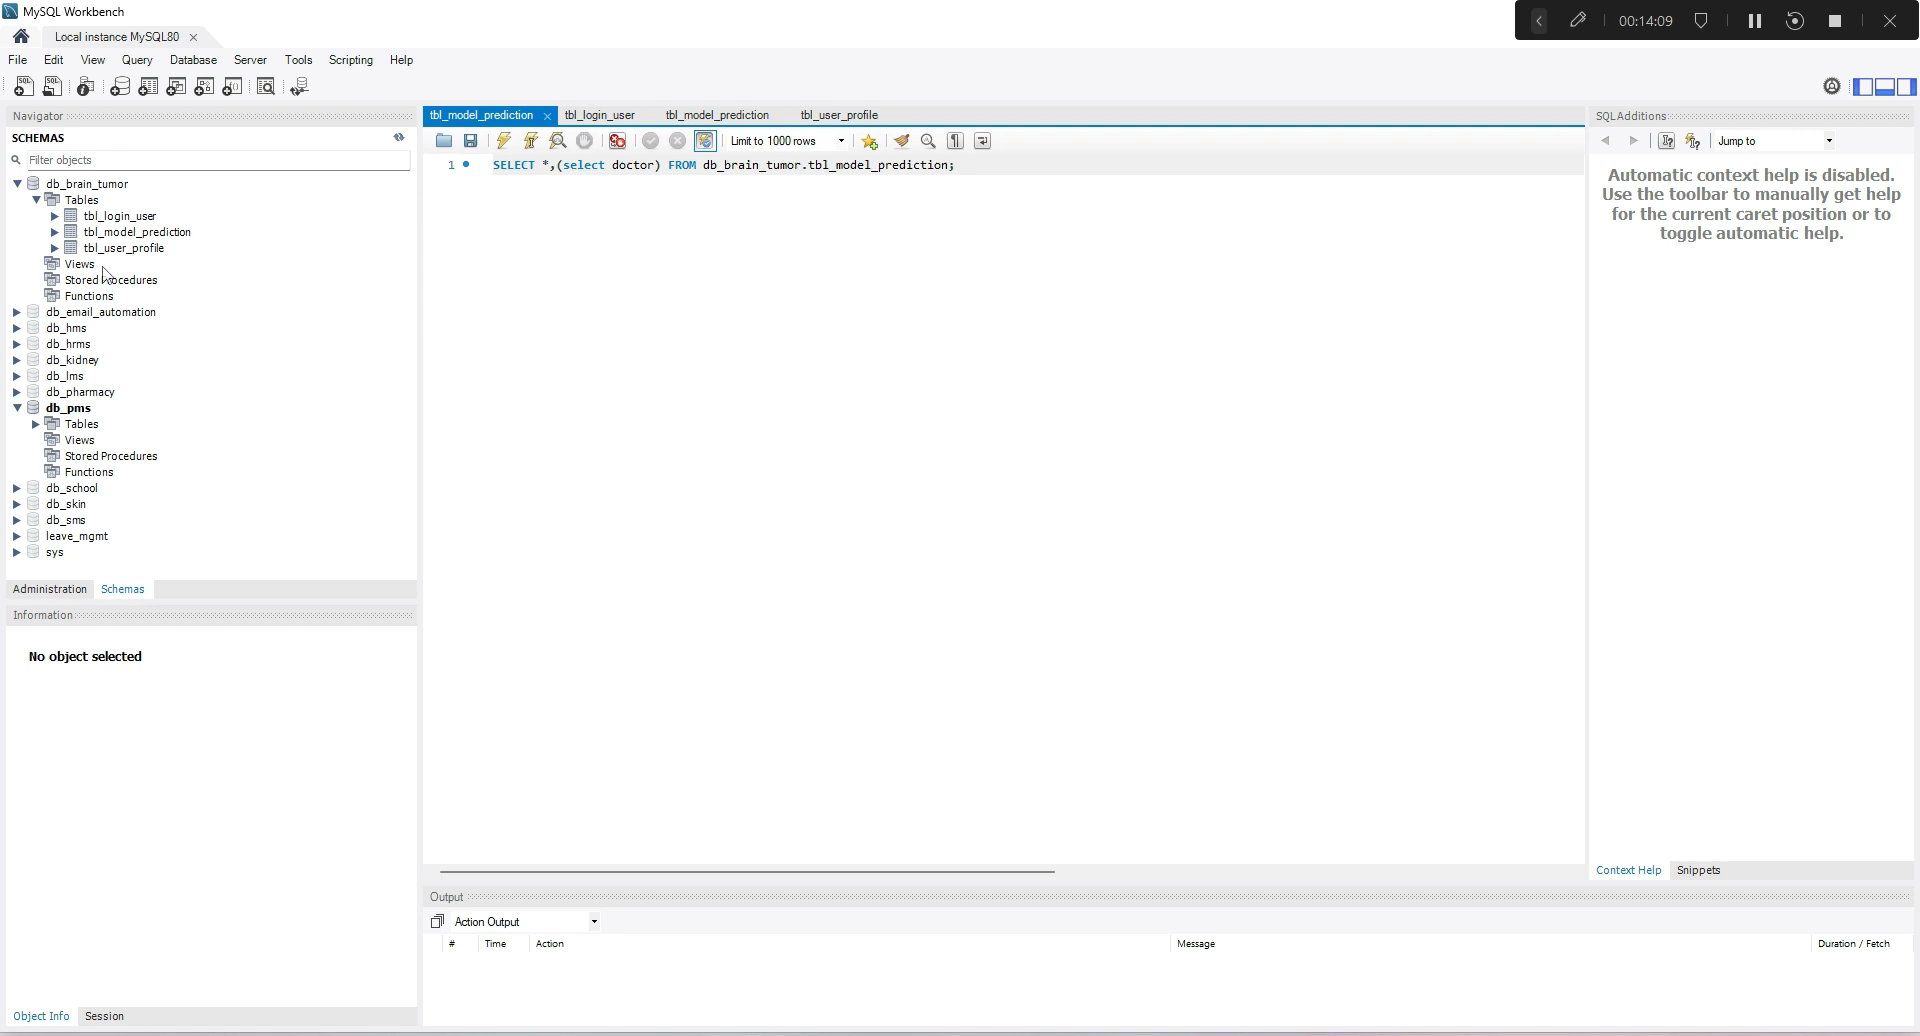 MySQL Workbench
00:14:09
Local instance MySQL80
File Edit View Query Database Server Tools Scripting Help
Navigator
SCHEMAS
Filter objects
db_brain_tumor
Tables
tbl_login_user
tbl_model_prediction
tbl_user_profile
Views
Stored Procedures
Functions
db_email_automation
db_hms
db_hrms
db_kidney
db_lms
db_pharmacy
db_pms
Tables
Views
Stored Procedures
Functions
db_school
db_skin
db_sms
leave_mgmt
sys
Administration Schemas
Information
No object selected
Object Info Session
tbl_model_prediction tbl_login_user tbl_model_prediction tbl_user_profile
Limit to 1000 rows
1 SELECT *,(select doctor) FROM db_brain_tumor.tbl_model_prediction;
Output
Action Output
# Time Action Message Duration / Fetch
SQLAdditions
Jump to
Automatic context help is disabled.
Use the toolbar to manually get help
for the current caret position or to
toggle automatic help.
Context Help Snippets